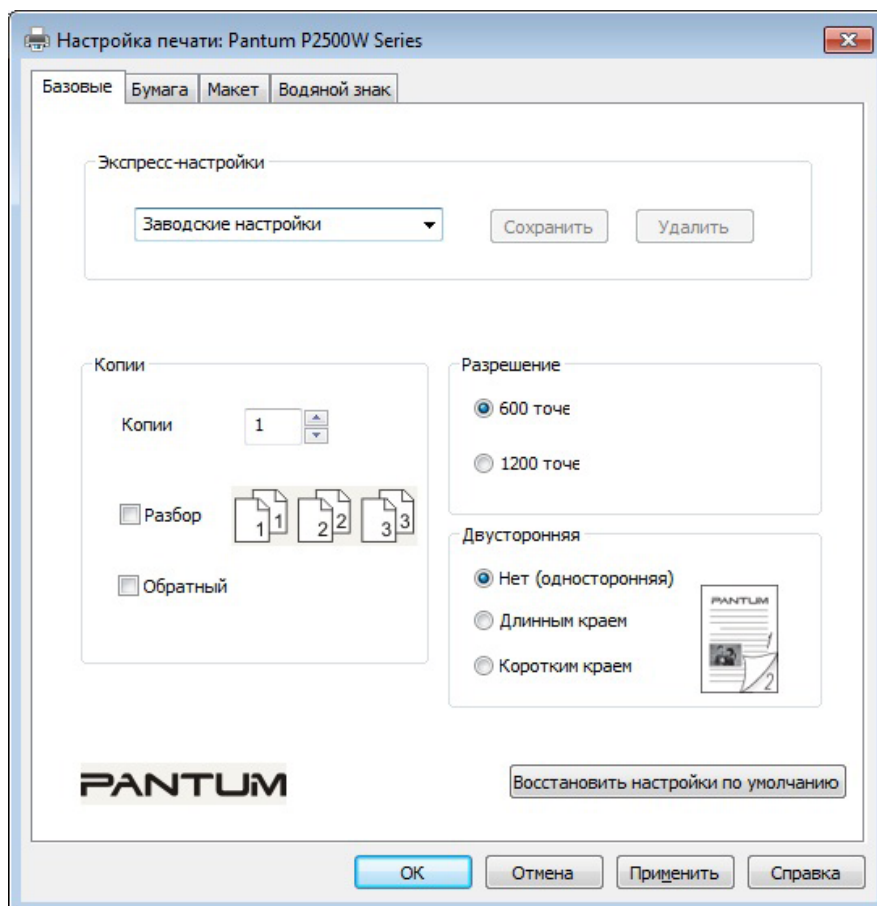 Настройка печати: Pantum P2500W Series
Базовые Бумага Макет Водяной знак
Экспресс-настройки
Заводские настройки Сохранить Удалить
Копии
Копии 1
Разбор 1 1 2 2 3 3
Обратный
Разрешение
600 точе
1200 точе
Двусторонняя
Нет (односторонняя)
Длинным краем
Коротким краем
PANTUM
1
2
PANTUM Восстановить настройки по умолчанию
ОК Отмена Применить Справка